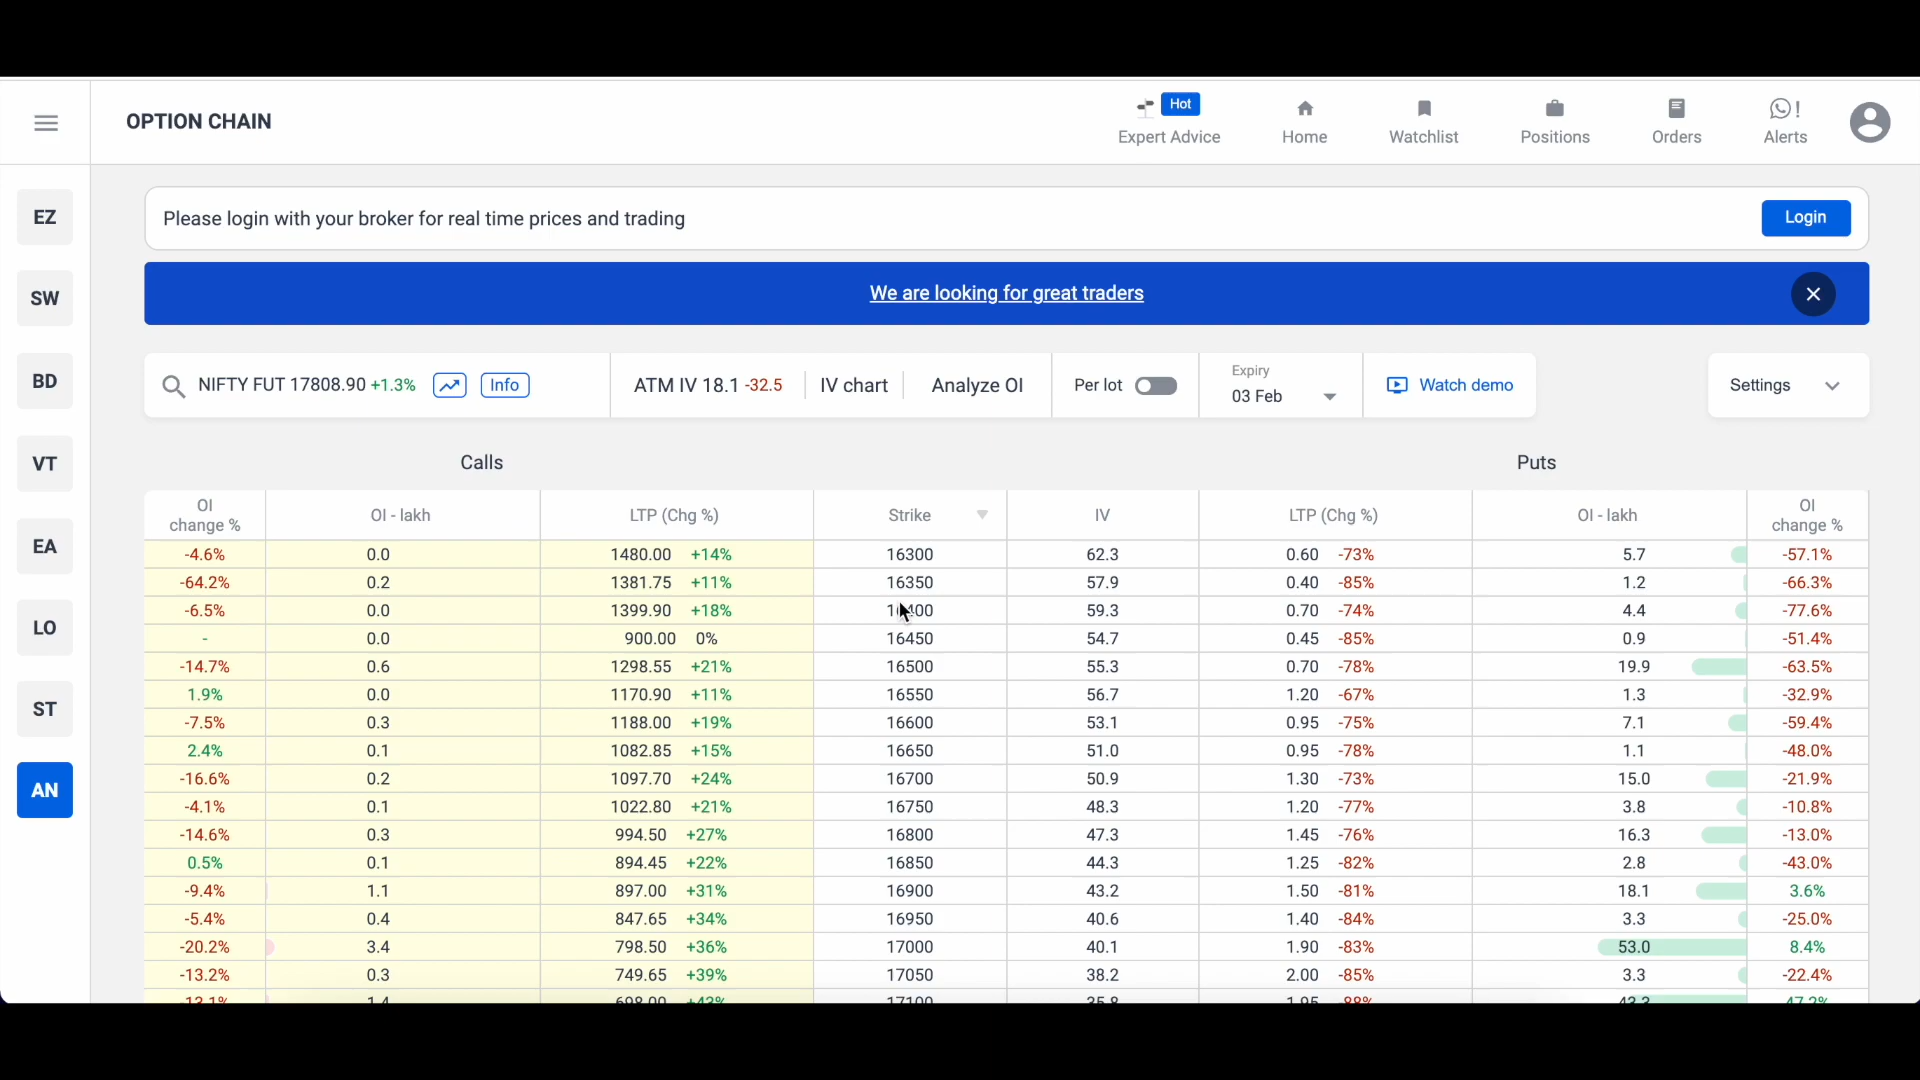 OPTION CHAIN
Hot
Expert Advice
Home
Watchlist
Positions
Orders
! Alerts
EZ
SW
BD
VT
EA
LO
ST
AN
Please login with your broker for real time prices and trading
Login
We are looking for great traders
NIFTY FUT 17808.90 +1.3% Info
ATM IV 18.1 -32.5
IV chart
Analyze OI
Per lot
Expiry
03 Feb
Watch demo
Settings
Calls Puts
OI change % OI - lakh LTP (Chg %) Strike IV LTP (Chg %) OI - lakh OI change %
-4.6% 0.0 1480.00 +14% 16300 62.3 0.60 -73% 5.7 -57.1%
-64.2% 0.2 1381.75 +11% 16350 57.9 0.40 -85% 1.2 -66.3%
-6.5% 0.0 1399.90 +18% 59.3 0.70 -74% 4.4 -77.6%
- 0.0 900.00 0% 16450 54.7 0.45 -85% 0.9 -51.4%
-14.7% 0.6 1298.55 +21% 16500 55.3 0.70 -78% 19.9 -63.5%
1.9% 0.0 1170.90 +11% 16550 56.7 1.20 -67% 1.3 -32.9%
-7.5% 0.3 1188.00 +19% 16600 53.1 0.95 -75% 7.1 -59.4%
2.4% 0.1 1082.85 +15% 16650 51.0 0.95 -78% 1.1 -48.0%
-16.6% 0.2 1097.70 +24% 16700 50.9 1.30 -73% 15.0 -21.9%
-4.1% 0.1 1022.80 +21% 16750 48.3 1.20 -77% 3.8 -10.8%
-14.6% 0.3 994.50 +27% 16800 47.3 1.45 -76% 16.3 -13.0%
0.5% 0.1 894.45 +22% 16850 44.3 1.25 -82% 2.8 -43.0%
-9.4% 1.1 897.00 +31% 16900 43.2 1.50 -81% 18.1 3.6%
-5.4% 0.4 847.65 +34% 16950 40.6 1.40 -84% 3.3 -25.0%
-20.2% 3.4 798.50 +36% 17000 40.1 1.90 -83% 53.0 8.4%
-13.2% 0.3 749.65 +39% 17050 38.2 2.00 -85% 3.3 -22.4%
-13.1% 1.4 698.00 +43% 17100 35.8 1.95 -88% 43.3 47.2%